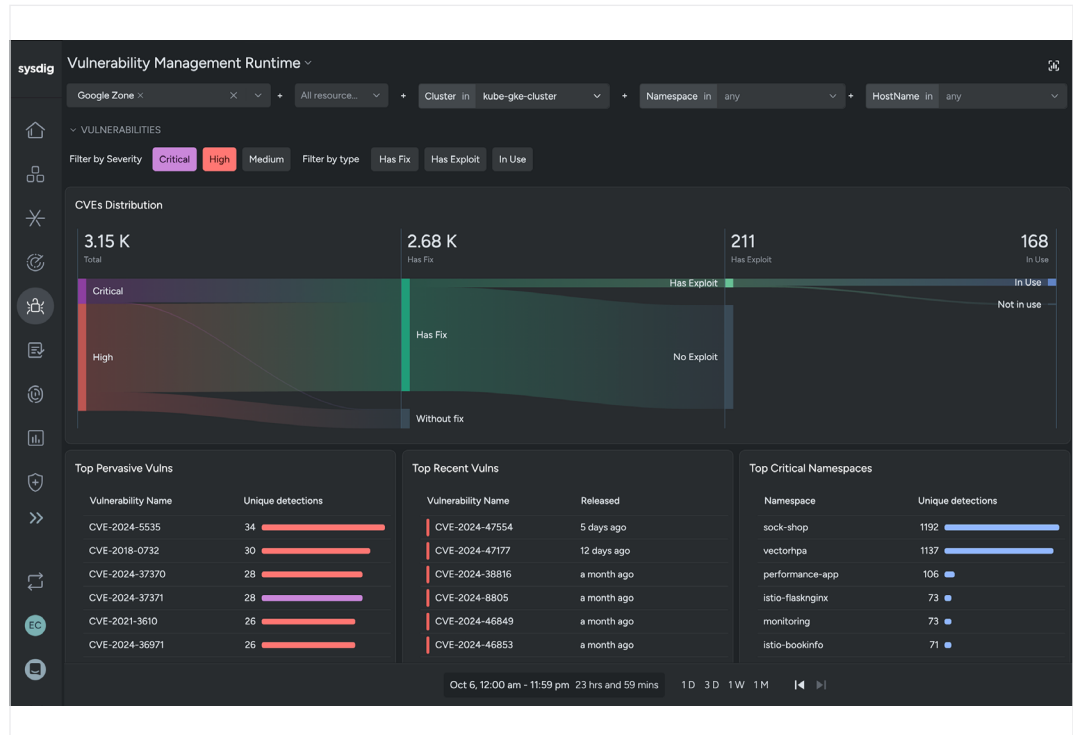 sysdig
Vulnerability Management Runtime
Google Zone × + All resource... + Cluster in kube-gke-cluster + Namespace in any + HostName in any
VULNERABILITIES
Filter by Severity Critical High Medium Filter by type Has Fix Has Exploit In Use
CVEs Distribution
3.15 K 2.68 K 211 168
Total Has Fix Has Exploit In Use
Critical Has Exploit In Use
Not in use
Has Fix
High No Exploit
Without fix
Top Pervasive Vulns
Vulnerability Name Unique detections
CVE-2024-5535 34
CVE-2018-0732 30
CVE-2024-37370 28
CVE-2024-37371 28
CVE-2021-3610 26
CVE-2024-36971 26
Top Recent Vulns
Vulnerability Name Released
CVE-2024-47554 5 days ago
CVE-2024-47177 12 days ago
CVE-2024-38816 a month ago
CVE-2024-8805 a month ago
CVE-2024-46849 a month ago
CVE-2024-46853 a month ago
Top Critical Namespaces
Namespace Unique detections
sock-shop 1192
vectorhpa 1137
performance-app 106
istio-flasknginx 73
monitoring 73
istio-bookinfo 71
EC
Oct 6, 12:00 am - 11:59 pm 23 hrs and 59 mins 1 D 3 D 1 W 1 M